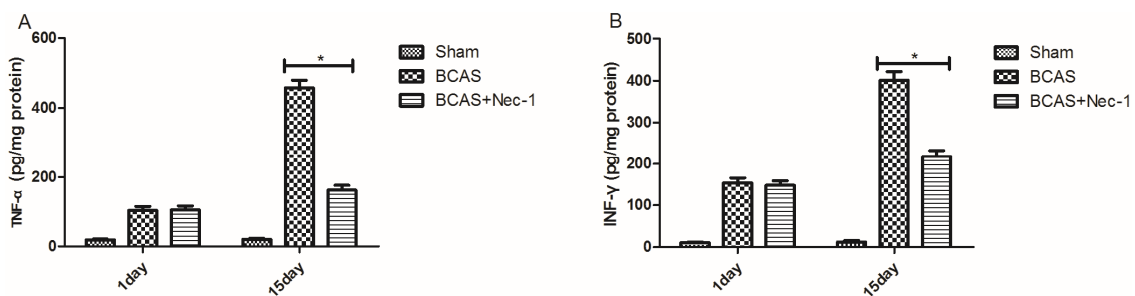 A
TNF-α (pg/mg protein)
600
400
200
0
1day
15day
*
Sham
BCAS
BCAS+Nec-1
B
INF-γ (pg/mg protein)
500
400
300
200
100
0
1day
15day
*
Sham
BCAS
BCAS+Nec-1